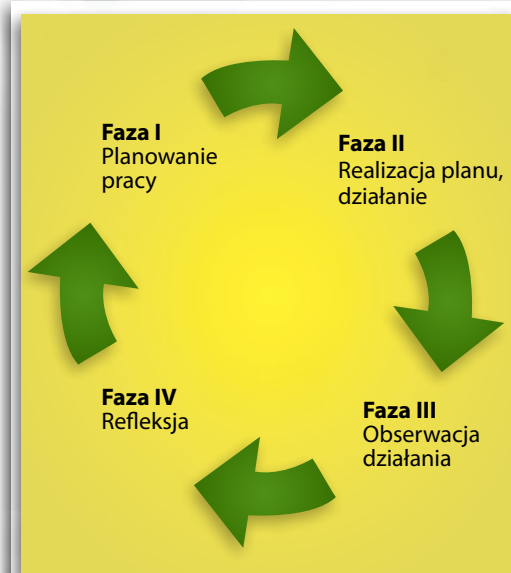 Faza I
Planowanie
pracy
Faza II
Realizacja planu,
działanie
Faza III
Obserwacja
działania
Faza IV
Refleksja